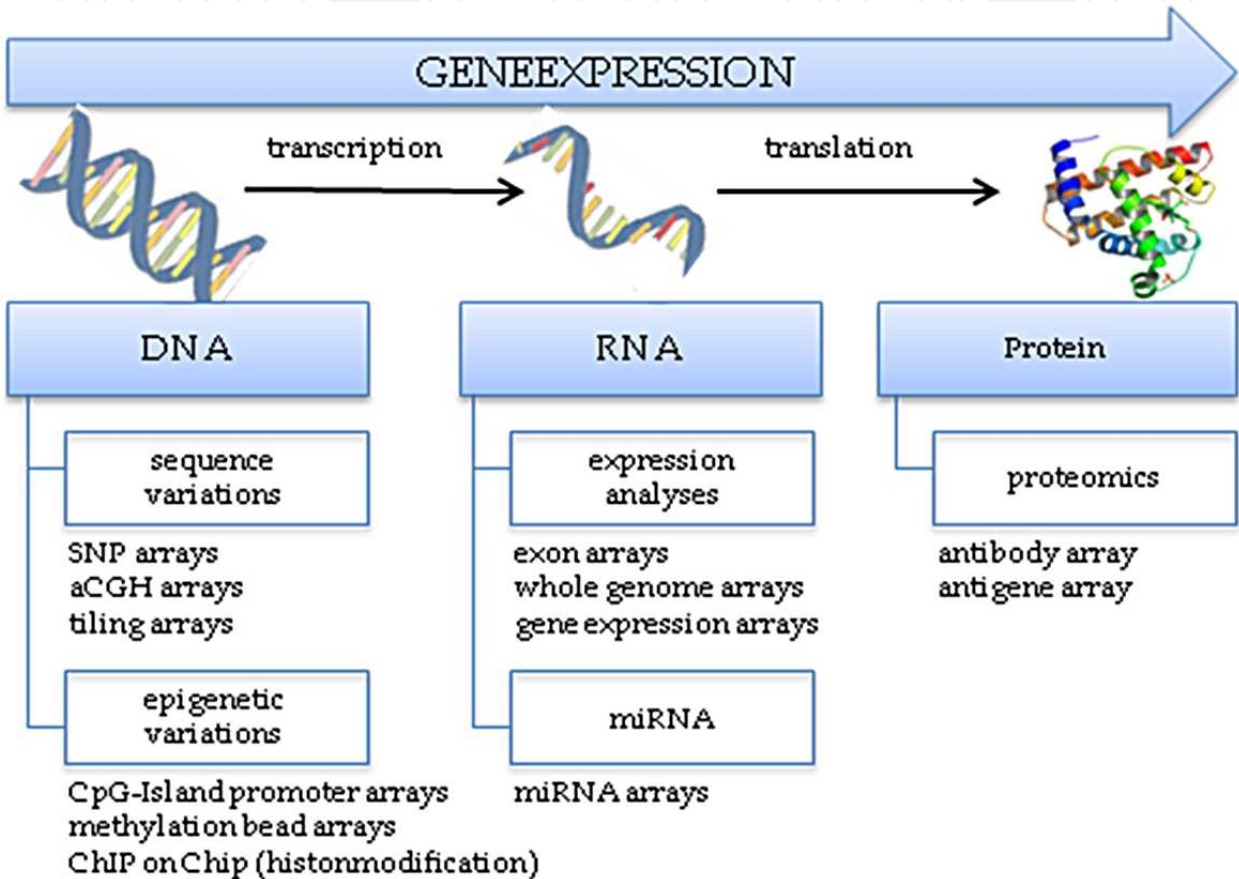 GENEEXPRESSION
transcription
translation
DNA
RNA
Protein
sequence
variations
SNP arrays
aCGH arrays
tiling arrays
epigenetic
variations
CpG-Island promoter arrays
methylation bead arrays
ChIP on Chip (histonmodification)
expression
analyses
exon arrays
whole genome arrays
gene expression arrays
miRNA
miRNA arrays
proteomics
antibody array
antigene array